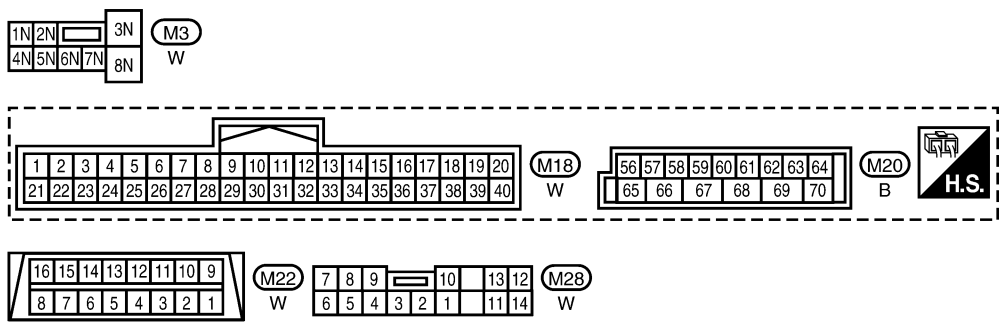 1N 2N 3N M3
4N 5N 6N 7N 8N W
1 2 3 4 5 6 7 8 9 10 11 12 13 14 15 16 17 18 19 20 M18
21 22 23 24 25 26 27 28 29 30 31 32 33 34 35 36 37 38 39 40 W
56 57 58 59 60 61 62 63 64 M20
65 66 67 68 69 70 B
H.S.
16 15 14 13 12 11 10 9 M22
8 7 6 5 4 3 2 1 W
7 8 9 10 13 12 M28
6 5 4 3 2 1 11 14 W